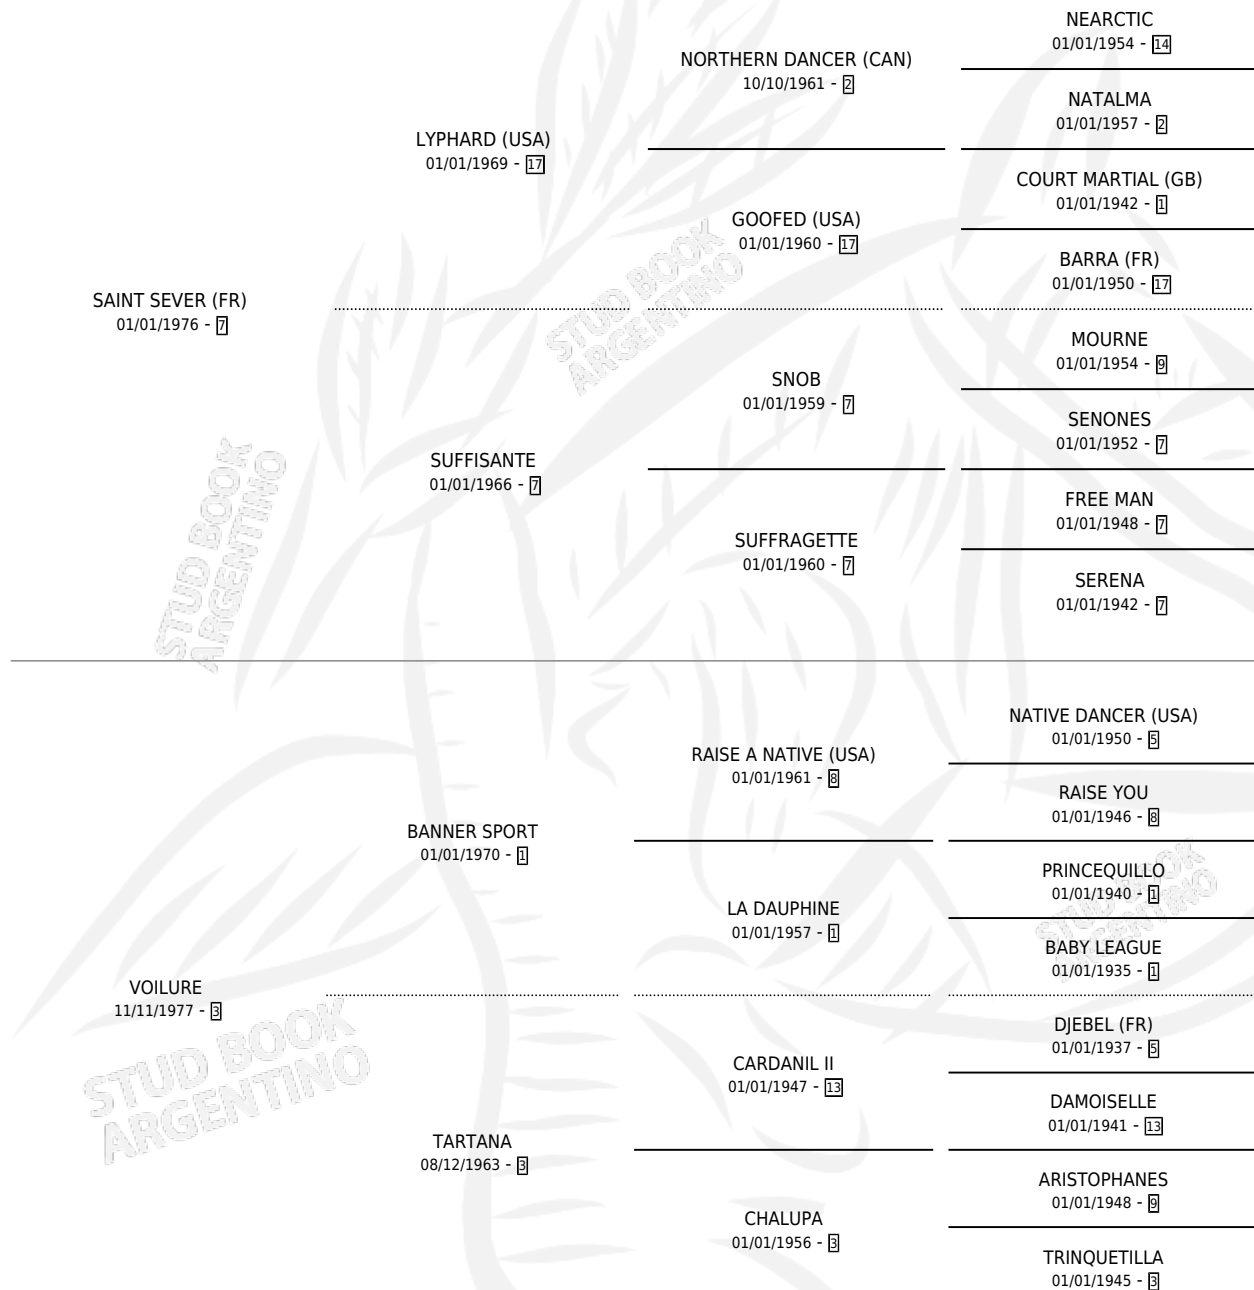 NEARCTIC
01/01/1954 - 14
NORTHERN DANCER (CAN)
10/10/1961 - 2
NATALMA
01/01/1957 - 2
LYPHARD (USA)
01/01/1969 - 17
COURT MARTIAL (GB)
01/01/1942 - 1
GOOFED (USA)
01/01/1960 - 17
BARRA (FR)
01/01/1950 - 17
SAINT SEVER (FR)
01/01/1976 - 7
STUD BOOK
ARGENTINO
MOURNE
01/01/1954 - 9
SNOB
01/01/1959 - 7
SENONES
01/01/1952 - 7
SUFFISANTE
01/01/1966 - 7
FREE MAN
01/01/1948 - 7
SUFFRAGETTE
01/01/1960 - 7
SERENA
01/01/1942 - 7
STUD BOOK
ARGENTINO
NATIVE DANCER (USA)
01/01/1950 - 5
RAISE A NATIVE (USA)
01/01/1961 - 8
RAISE YOU
01/01/1946 - 8
BANNER SPORT
01/01/1970 - 1
PRINCEQUILLO
01/01/1940 - 1
LA DAUPHINE
01/01/1957 - 1
BABY LEAGUE
01/01/1935 - 1
STUD BOOK
ARGENTINO
VOILURE
11/11/1977 - 3
DJEBEL (FR)
01/01/1937 - 5
CARDANIL II
01/01/1947 - 13
DAMOISELLE
01/01/1941 - 13
STUD BOOK
ARGENTINO
TARTANA
08/12/1963 - 3
ARISTOPHANES
01/01/1948 - 9
CHALUPA
01/01/1956 - 3
TRINQUETILLA
01/01/1945 - 3